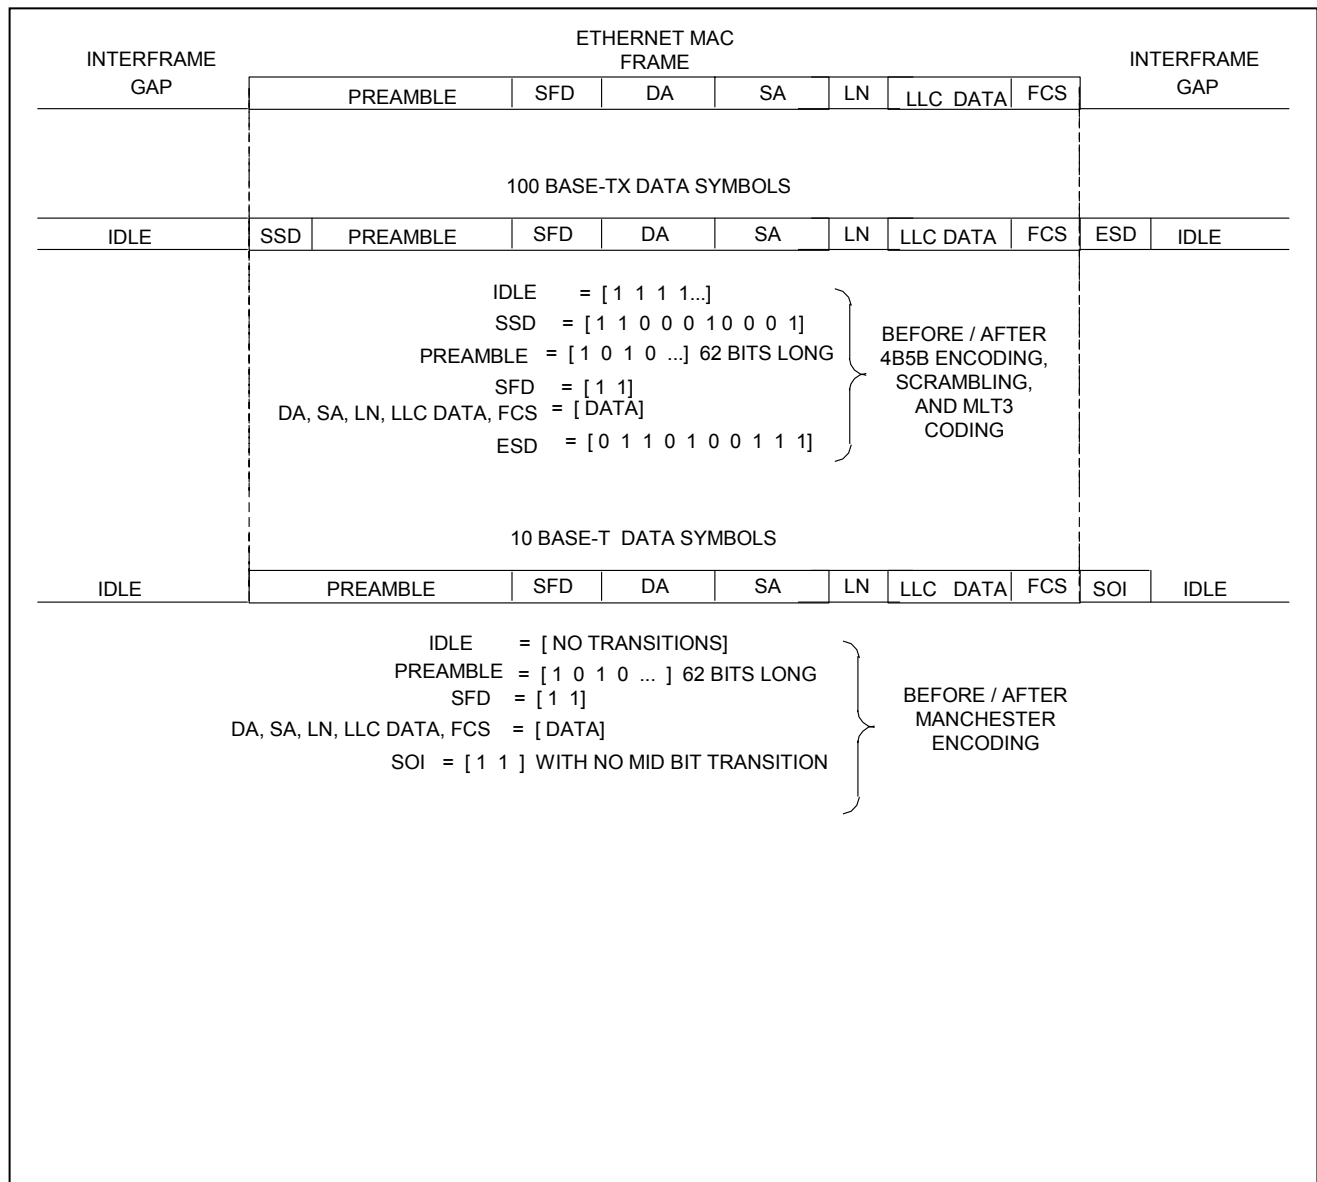 ETHERNET MAC
FRAME
INTERFRAME
GAP
INTERFRAME
GAP
PREAMBLE SFD DA SA LN LLC DATA FCS
100 BASE-TX DATA SYMBOLS
IDLE SSD PREAMBLE SFD DA SA LN LLC DATA FCS ESD IDLE
IDLE = [ 1 1 1 1...]
SSD = [ 1 1 0 0 0 1 0 0 0 1]
PREAMBLE = [ 1 0 1 0 ...] 62 BITS LONG
SFD = [ 1 1]
DA, SA, LN, LLC DATA, FCS = [ DATA]
ESD = [ 0 1 1 0 1 0 0 1 1 1]
BEFORE / AFTER
4B5B ENCODING,
SCRAMBLING,
AND MLT3
CODING
10 BASE-T DATA SYMBOLS
IDLE PREAMBLE SFD DA SA LN LLC DATA FCS SOI IDLE
IDLE = [ NO TRANSITIONS]
PREAMBLE = [ 1 0 1 0 ... ] 62 BITS LONG
SFD = [ 1 1]
DA, SA, LN, LLC DATA, FCS = [ DATA]
SOI = [ 1 1 ] WITH NO MID BIT TRANSITION
BEFORE / AFTER
MANCHESTER
ENCODING